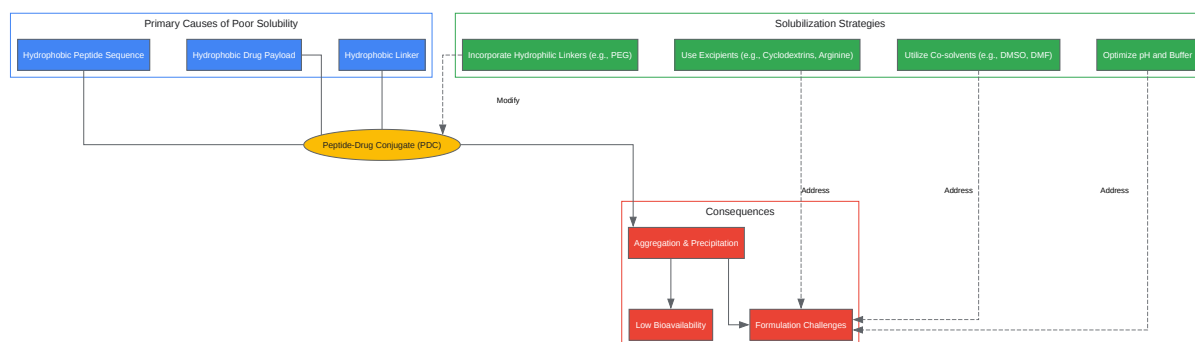 Primary Causes of Poor Solubility
Solubilization Strategies
Hydrophobic Peptide Sequence
Hydrophobic Drug Payload
Hydrophobic Linker
Incorporate Hydrophilic Linkers (e.g., PEG)
Use Excipients (e.g., Cyclodextrins, Arginine)
Utilize Co-solvents (e.g., DMSO, DMF)
Optimize pH and Buffer
Modify
Peptide-Drug Conjugate (PDC)
Address
Address
Address
Consequences
Aggregation & Precipitation
Low Bioavailability
Formulation Challenges